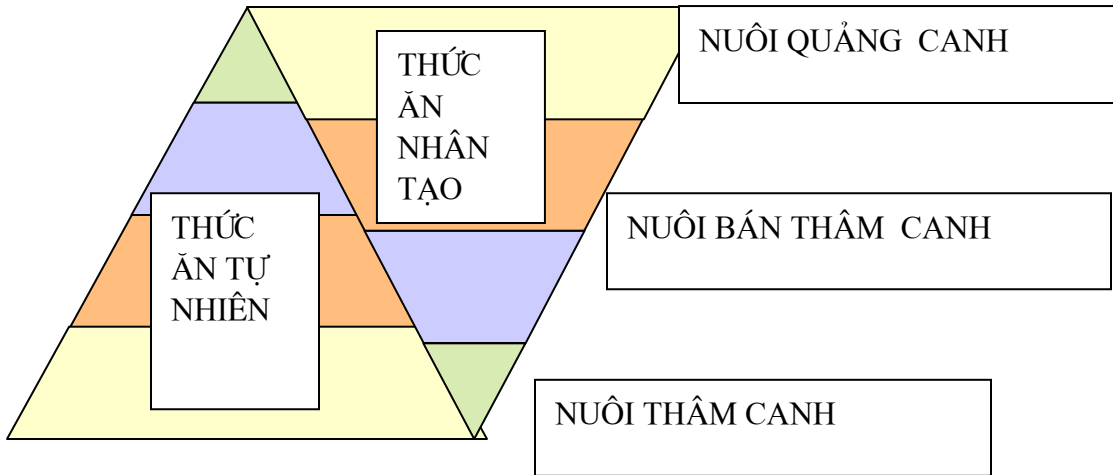 THỨC
ĂN
NHÂN
TẠO
NUÔI QUẢNG CANH
THỨC
ĂN TỰ
NHIÊN
NUÔI BÁN THÂM CANH
NUÔI THÂM CANH